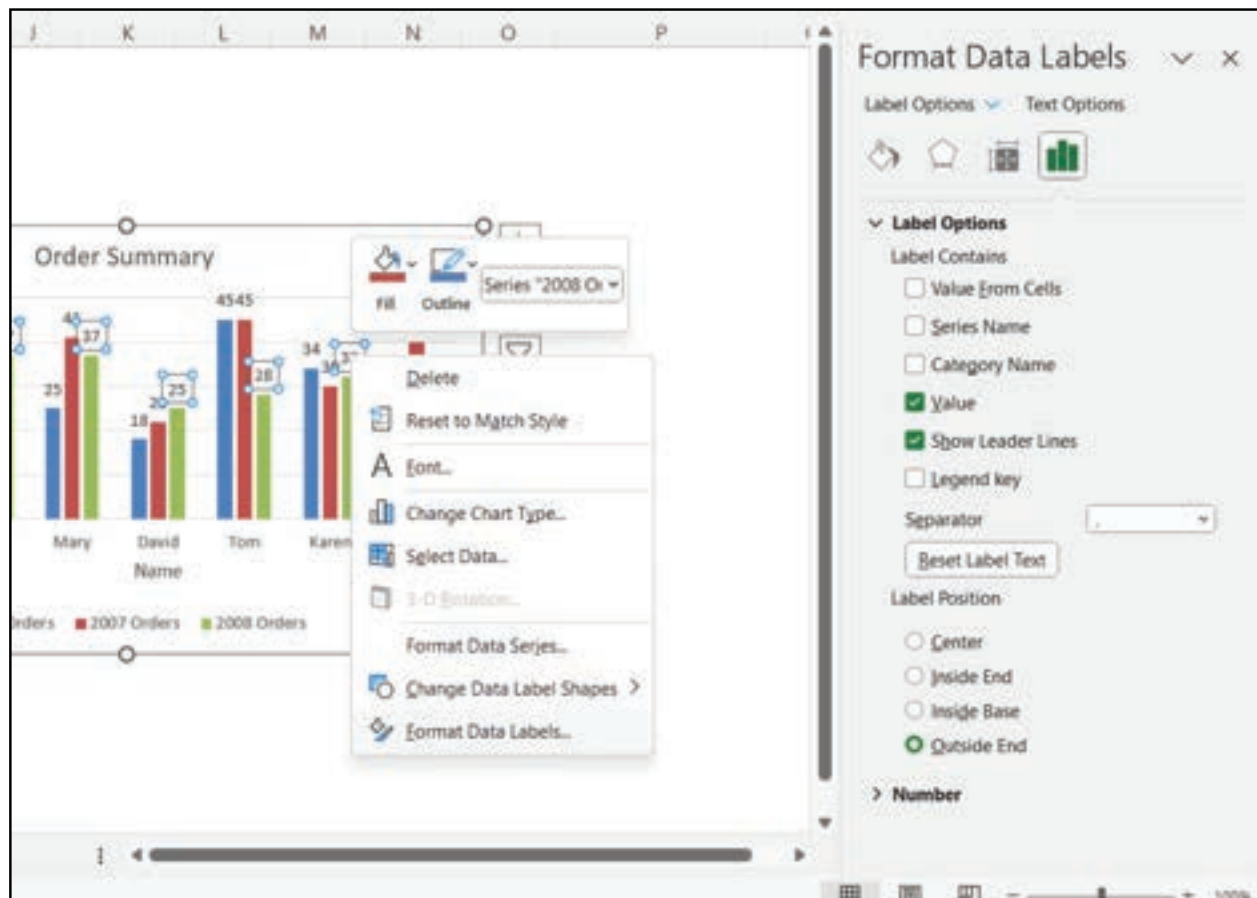 J K L M N O P
Format Data Labels
Label Options Text Options
Label Options
Label Contains
Value From Cells
Series Name
Category Name
Value
Show Leader Lines
Legend key
Separator ,
Reset Label Text
Label Position
Center
Inside End
Inside Base
Outside End
Number
Order Summary
Fill Outline Series "2008 Or
45 45
37
34
28
25 25
18
Mary David Tom Karen
Name
2007 Orders 2008 Orders
Delete
Reset to Match Style
Font...
Change Chart Type...
Select Data...
3-D Rotation...
Format Data Series...
Change Data Label Shapes
Format Data Labels...
100%